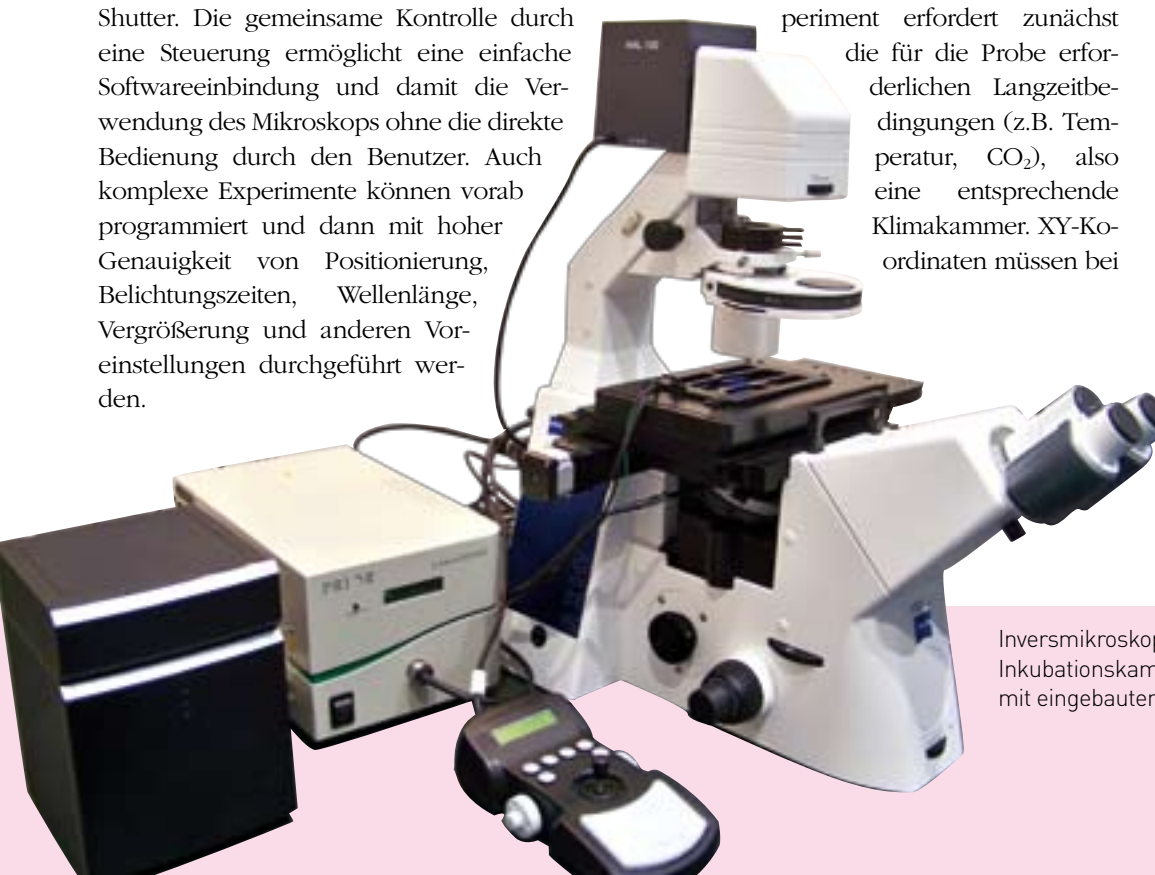 Shutter. Die gemeinsame Kontrolle durch
eine Steuerung ermöglicht eine einfache
Softwareeinbindung und damit die Ver-
wendung des Mikroskops ohne die direkte
Bedienung durch den Benutzer. Auch
komplexe Experimente können vorab
programmiert und dann mit hoher
Genauigkeit von Positionierung,
Belichtungszeiten, Wellenlänge,
Vergrößerung und anderen Vor-
einstellungen durchgeführt wer-
den.
periment erfordert zunächst
die für die Probe erfor-
derlichen Langzeitbe-
dingungen (z.B. Tem-
peratur, CO₂), also
eine entsprechende
Klimakammer. XY-Ko-
ordinaten müssen bei
HAL 100
Inversmikroskop
Inkubationskam
mit eingebauter